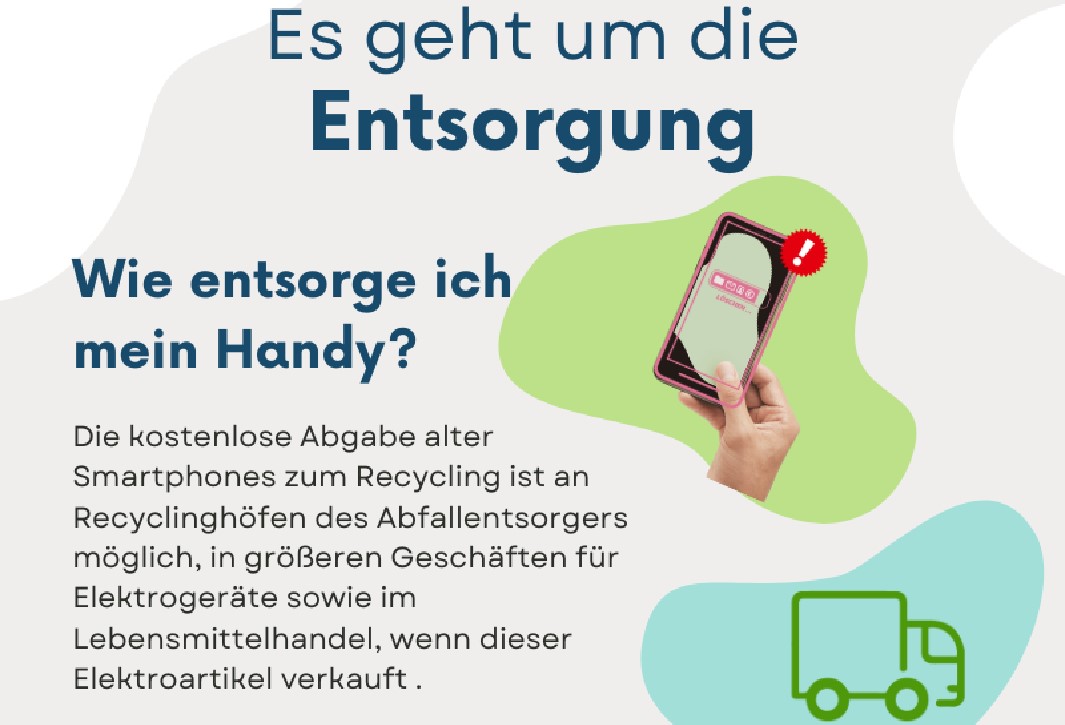 Es geht um die
Entsorgung
Wie entsorge ich
mein Handy?
LÖSCHEN...
Die kostenlose Abgabe alter
Smartphones zum Recycling ist an
Recyclinghöfen des Abfallentsorgers
möglich, in größeren Geschäften für
Elektrogeräte sowie im
Lebensmittelhandel, wenn dieser
Elektroartikel verkauft .